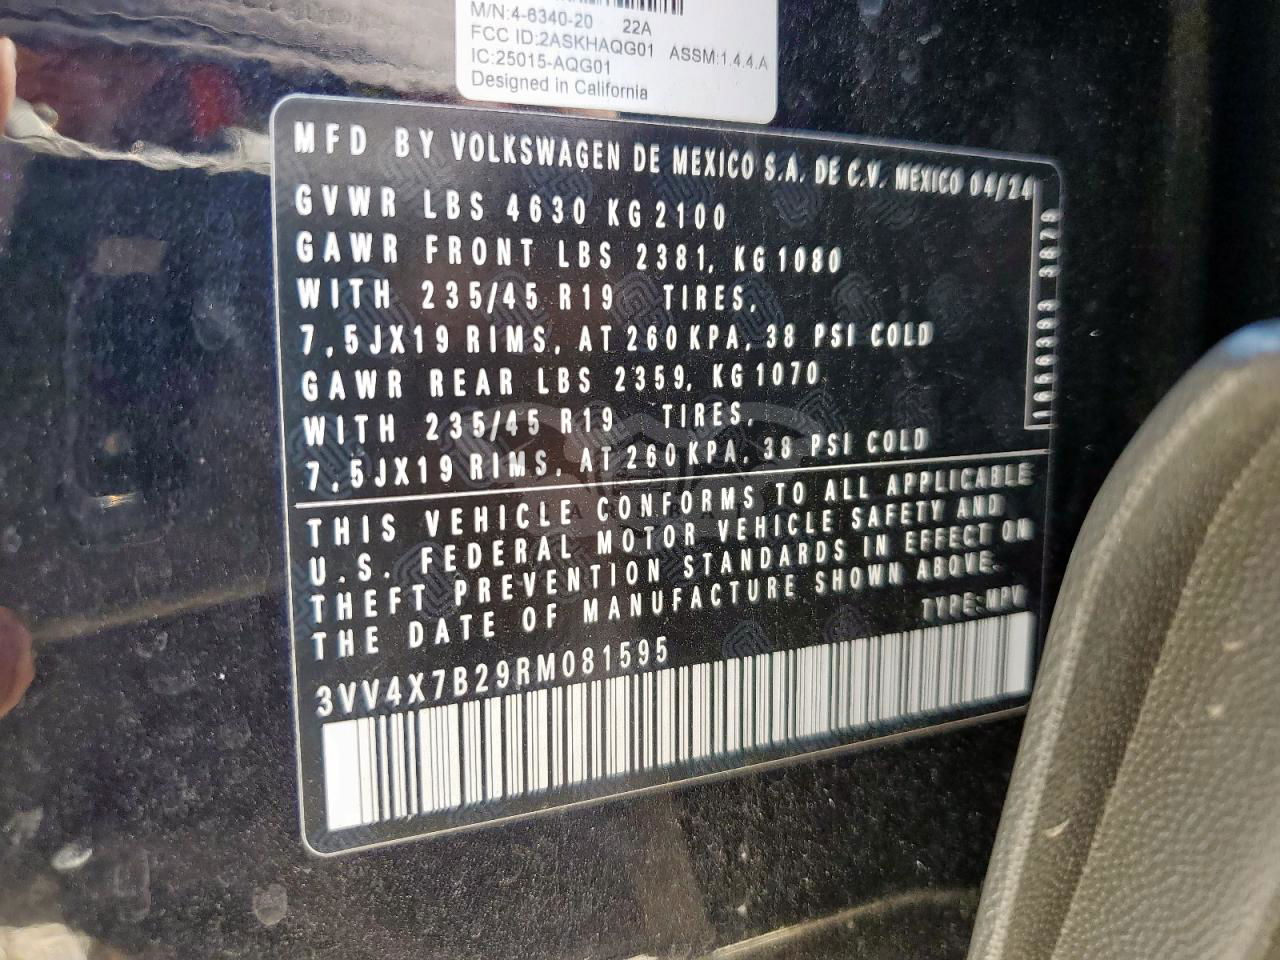 M/N:4-6340-20 22A
FCC ID:2ASKHAQG01 ASSM:1.4.4.A
IC:25015-AQG01
Designed in California
MFD BY VOLKSWAGEN DE MEXICO S.A. DE C.V. MEXICO 04/24
GVWR LBS 4630 KG 2100
GAWR FRONT LBS 2381, KG 1080
WITH 235/45 R19 TIRES,
7,5JX19 RIMS, AT 260 KPA, 38 PSI COLD
GAWR REAR LBS 2359, KG 1070
WITH 235/45 R19 TIRES,
7,5JX19 RIMS, AT 260 KPA, 38 PSI COLD
THIS VEHICLE CONFORMS TO ALL APPLICABLE
U.S. FEDERAL MOTOR VEHICLE SAFETY AND
THEFT PREVENTION STANDARDS IN EFFECT ON
THE DATE OF MANUFACTURE SHOWN ABOVE.
TYPE:MPV
3VV4X7B29RM081595